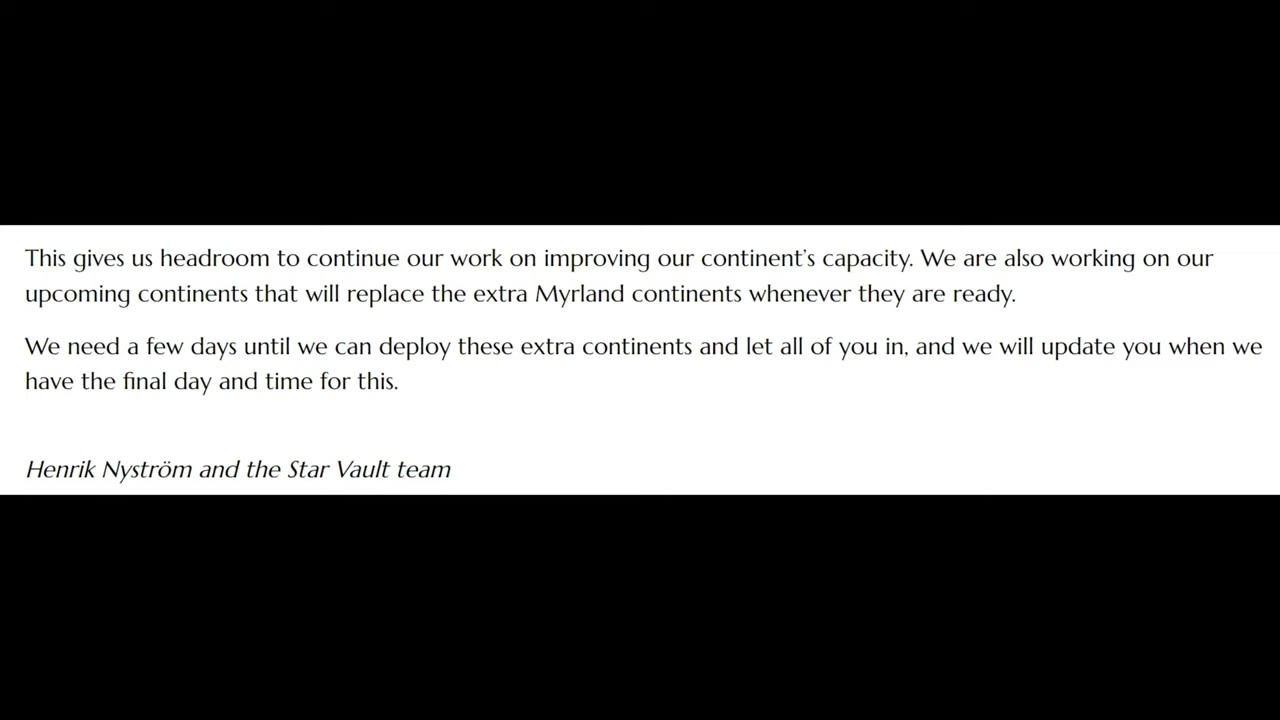 This gives us headroom to continue our work on improving our continent’s capacity. We are also working on our
upcoming continents that will replace the extra Myrland continents whenever they are ready.
We need a few days until we can deploy these extra continents and let all of you in, and we will update you when we
have the final day and time for this.
Henrik Nyström and the Star Vault team